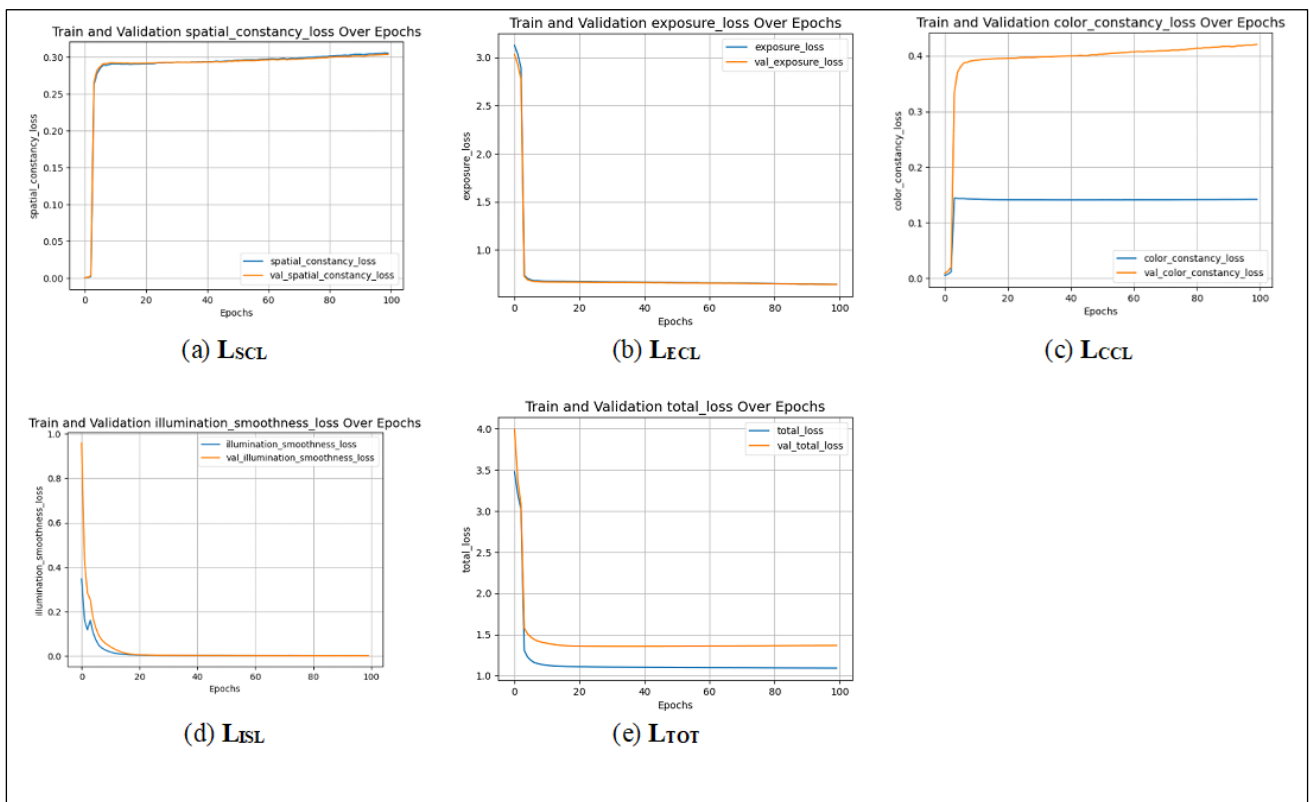 Train and Validation spatial_constancy_loss Over Epochs
0.30
0.25
0.20
0.15
0.10
0.05
0.00
spatial_constancy_loss
spatial_constancy_loss
val_spatial_constancy_loss
0 20 40 60 80 100
Epochs
(a) LSCL
Train and Validation exposure_loss Over Epochs
3.0
2.5
2.0
1.5
1.0
exposure_loss
exposure_loss
val_exposure_loss
0 20 40 60 80 100
Epochs
(b) LECL
Train and Validation color_constancy_loss Over Epochs
0.4
0.3
0.2
0.1
0.0
color_constancy_loss
color_constancy_loss
val_color_constancy_loss
0 20 40 60 80 100
Epochs
(c) LCCL
Train and Validation illumination_smoothness_loss Over Epochs
1.0
0.8
0.6
0.4
0.2
0.0
illumination_smoothness_loss
illumination_smoothness_loss
val_illumination_smoothness_loss
0 20 40 60 80 100
Epochs
(d) LISL
Train and Validation total_loss Over Epochs
4.0
3.5
3.0
2.5
2.0
1.5
1.0
total_loss
total_loss
val_total_loss
0 20 40 60 80 100
Epochs
(e) LTOT